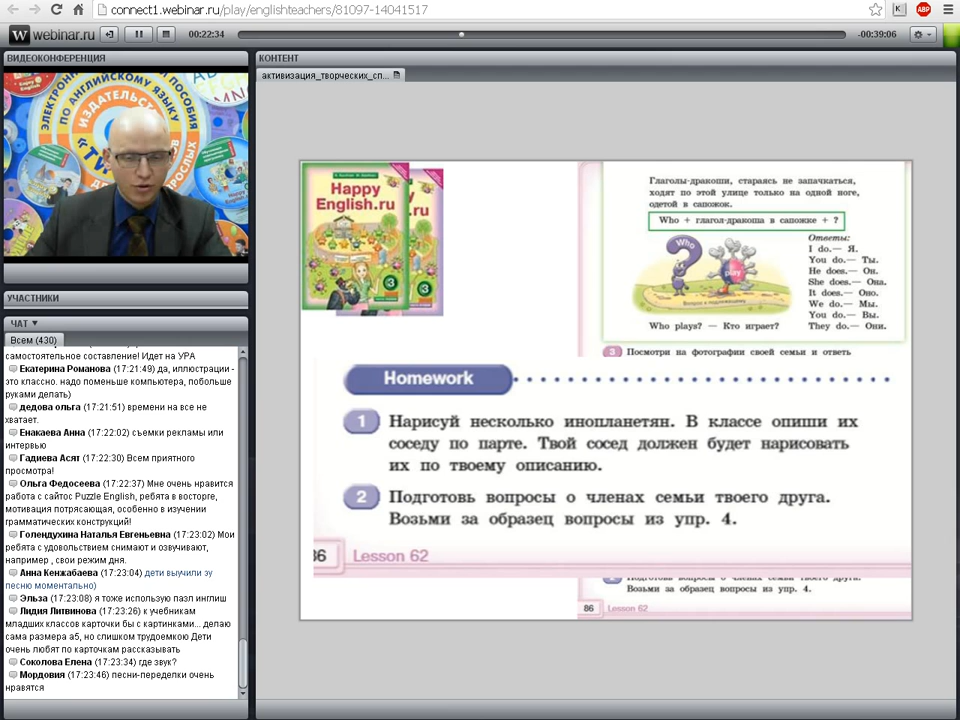 connect1.webinar.ru/play/englishteachers/81097-14041517
K
ABP
W webinar.ru
00:22:34
-00:39:06
ВИДЕОКОНФЕРЕНЦИЯ
ЭЛЕКТРОННЫЕ ПОСОБИЯ
ПО АНГЛИЙСКОМУ ЯЗЫКУ
ИЗДАТЕЛЬСТВО
УЧАСТНИКИ
ЧАТ ▼
Всем (430)
самостоятельное составление! Идет на УРА
Екатерина Романова (17:21:49) да, иллюстрации -
это классно. надо поменьше компьютера, побольше
руками делать)
дедова ольга (17:21:51) времени на все не
хватает.
Енакаева Анна (17:22:02) съемки рекламы или
интервью
Гадиева Асят (17:22:30) Всем приятного
просмотра!
Ольга Федосеева (17:22:37) Мне очень нравится
работа с сайтос Puzzle English, ребята в восторге,
мотивация потрясающая, особенно в изучении
грамматических конструкций!
Голендухина Наталья Евгеньевна (17:23:02) Мои
ребята с удовольствием снимают и озвучивают,
например , свои режим дня.
Анна Кенжабаева (17:23:04) дети выучили эу
песню моментально)
Эльза (17:23:08) я тоже использую пазл инглиш
Лидия Литвинова (17:23:26) к учебникам
младших классов карточки бы с картинками... делаю
сама размера а5, но слишком трудоемкою Дети
очень любят по карточкам рассказывать
Соколова Елена (17:23:34) где звук?
Мордовия (17:23:46) песни-переделки очень
нравятся
КОНТЕНТ
активизация_творческих_сп...
Happy
English.ru
3
Глаголы-дракоши, стараясь не запачкаться,
ходят по этой улице только на одной ноге,
одетой в сапожок.
Who + глагол-дракоша в сапожке + ?
Who
play
Вопрос к подлежащему
Ответы:
I do.— Я.
You do.— Ты.
He does.— Он.
She does.— Она.
It does.— Оно.
We do.— Мы.
You do.— Вы.
They do.— Они.
Who plays? — Кто играет?
3 Посмотри на фотографии своей семьи и ответь
Homework
1 Нарисуй несколько инопланетян. В классе опиши их
соседу по парте. Твой сосед должен будет нарисовать
их по твоему описанию.
2 Подготовь вопросы о членах семьи твоего друга.
Возьми за образец вопросы из упр. 4.
86 Lesson 62
Подготовь вопросы о членах семьи твоего друга.
Возьми за образец вопросы из упр. 4.
86 Lesson 62